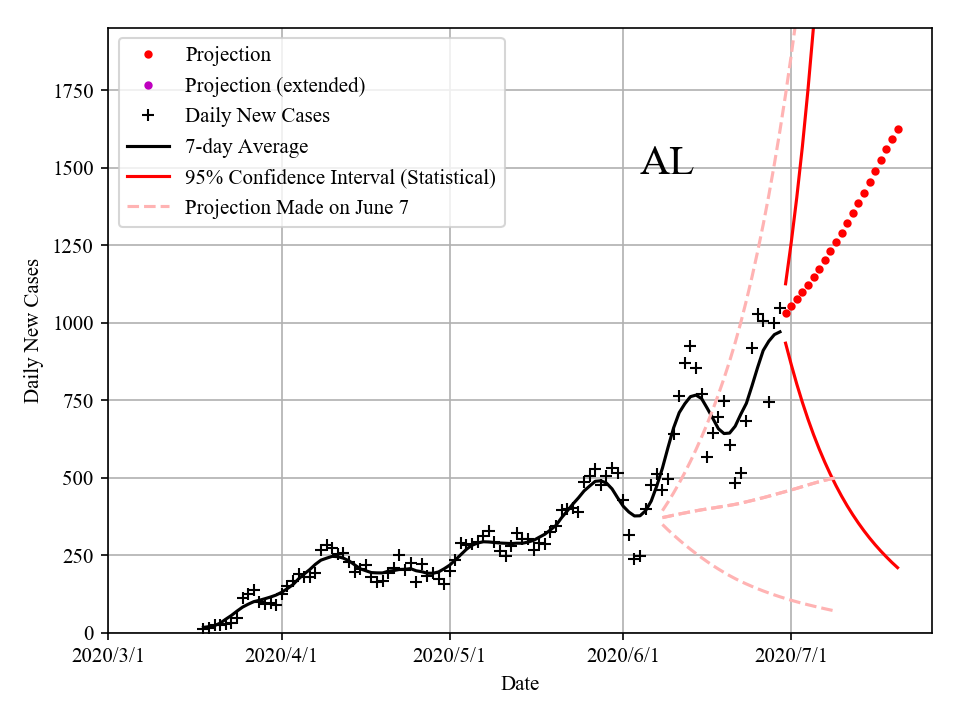 Projection
Projection (extended)
Daily New Cases
7-day Average
95% Confidence Interval (Statistical)
Projection Made on June 7
AL
Daily New Cases
1750
1500
1250
1000
750
500
250
0
2020/3/1 2020/4/1 2020/5/1 2020/6/1 2020/7/1
Date